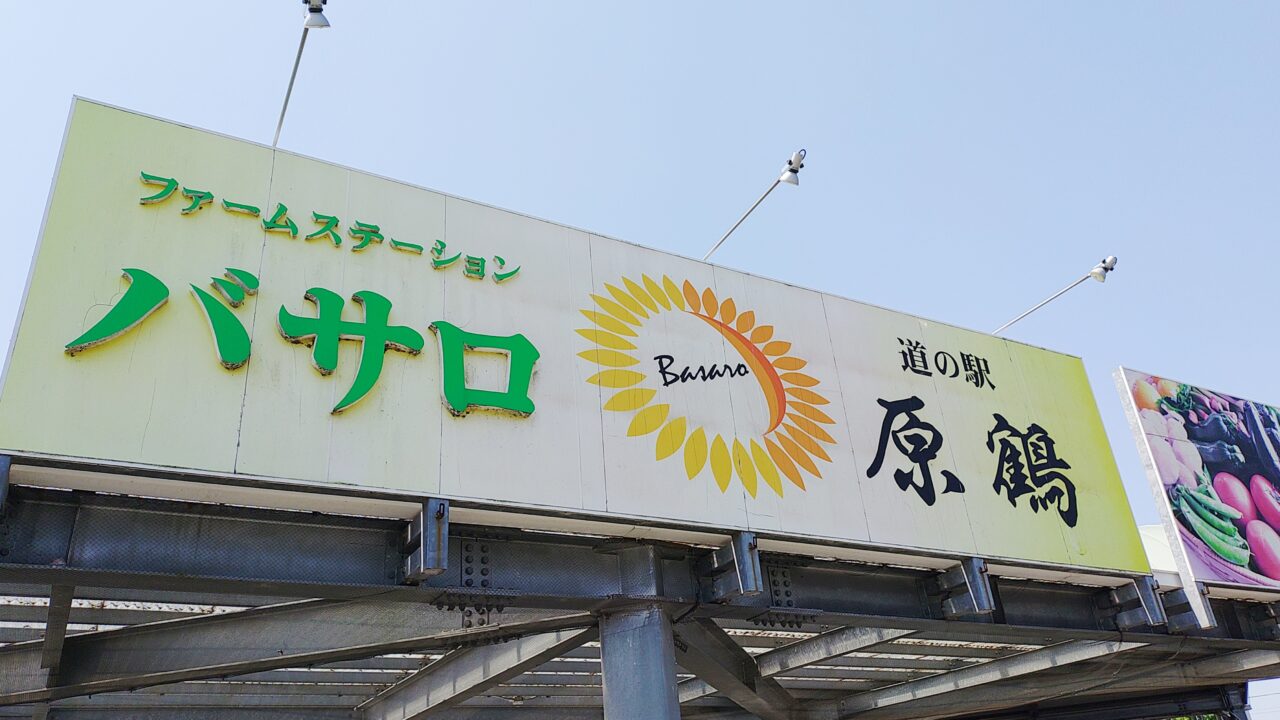 ファームステーション
バサロ
Basaro
道の駅
原鶴